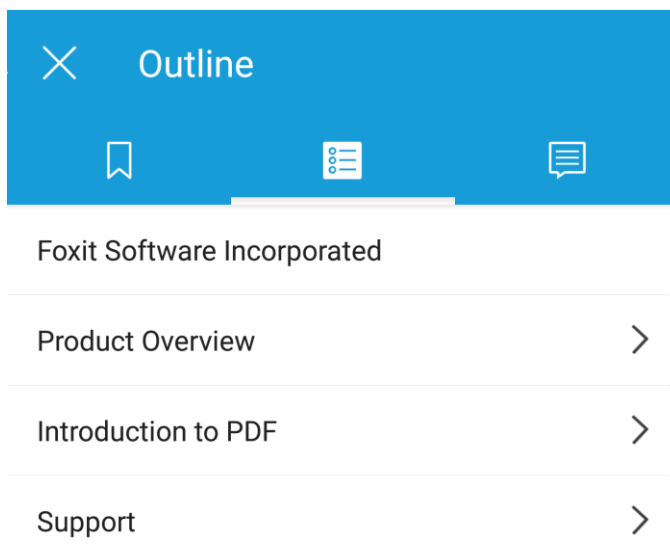 Outline
Foxit Software Incorporated
Product Overview
Introduction to PDF
Support